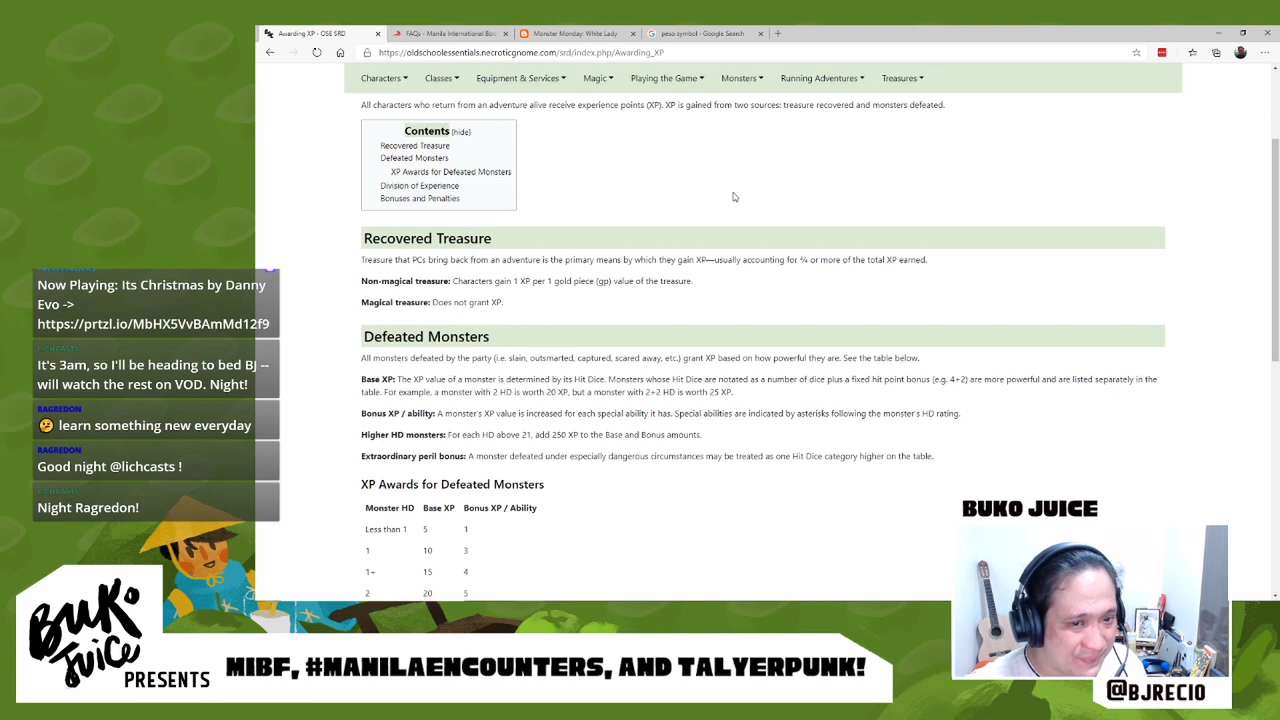 Awarding XP - OSE SRD
FAQs - Manila International Boo
Monster Monday: White Lady
peso symbol - Google Search
https://oldschoolessentials.necroticgnome.com/srd/index.php/Awarding_XP
Characters
Classes
Equipment & Services
Magic
Playing the Game
Monsters
Running Adventures
Treasures
All characters who return from an adventure alive receive experience points (XP). XP is gained from two sources: treasure recovered and monsters defeated.
Contents [hide]
Recovered Treasure
Defeated Monsters
XP Awards for Defeated Monsters
Division of Experience
Bonuses and Penalties
Recovered Treasure
Treasure that PCs bring back from an adventure is the primary means by which they gain XP—usually accounting for ¾ or more of the total XP earned.
Non-magical treasure: Characters gain 1 XP per 1 gold piece (gp) value of the treasure.
Magical treasure: Does not grant XP.
Defeated Monsters
All monsters defeated by the party (i.e. slain, outsmarted, captured, scared away, etc.) grant XP based on how powerful they are. See the table below.
Base XP: The XP value of a monster is determined by its Hit Dice. Monsters whose Hit Dice are notated as a number of dice plus a fixed hit point bonus (e.g. 4+2) are more powerful and are listed separately in the
table. For example, a monster with 2 HD is worth 20 XP, but a monster with 2+2 HD is worth 25 XP.
Bonus XP / ability: A monster's XP value is increased for each special ability it has. Special abilities are indicated by asterisks following the monster's HD rating.
Higher HD monsters: For each HD above 21, add 250 XP to the Base and Bonus amounts.
Extraordinary peril bonus: A monster defeated under especially dangerous circumstances may be treated as one Hit Dice category higher on the table.
XP Awards for Defeated Monsters
Monster HD Base XP Bonus XP / Ability
Less than 1 5 1
1 10 3
1+ 15 4
2 20 5
Now Playing: Its Christmas by Danny
Evo ->
https://prtzl.io/MbHX5VvBAmMd12f9
LICHCASTS
It's 3am, so I'll be heading to bed BJ --
will watch the rest on VOD. Night!
RAGREDON
🤔 learn something new everyday
RAGREDON
Good night @lichcasts !
LICHCASTS
Night Ragredon!
BUKO JUICE
@BJRECIO
BUKO
JUICE
PRESENTS
MIBF, #MANILAENCOUNTERS, AND TALYERPUNK!